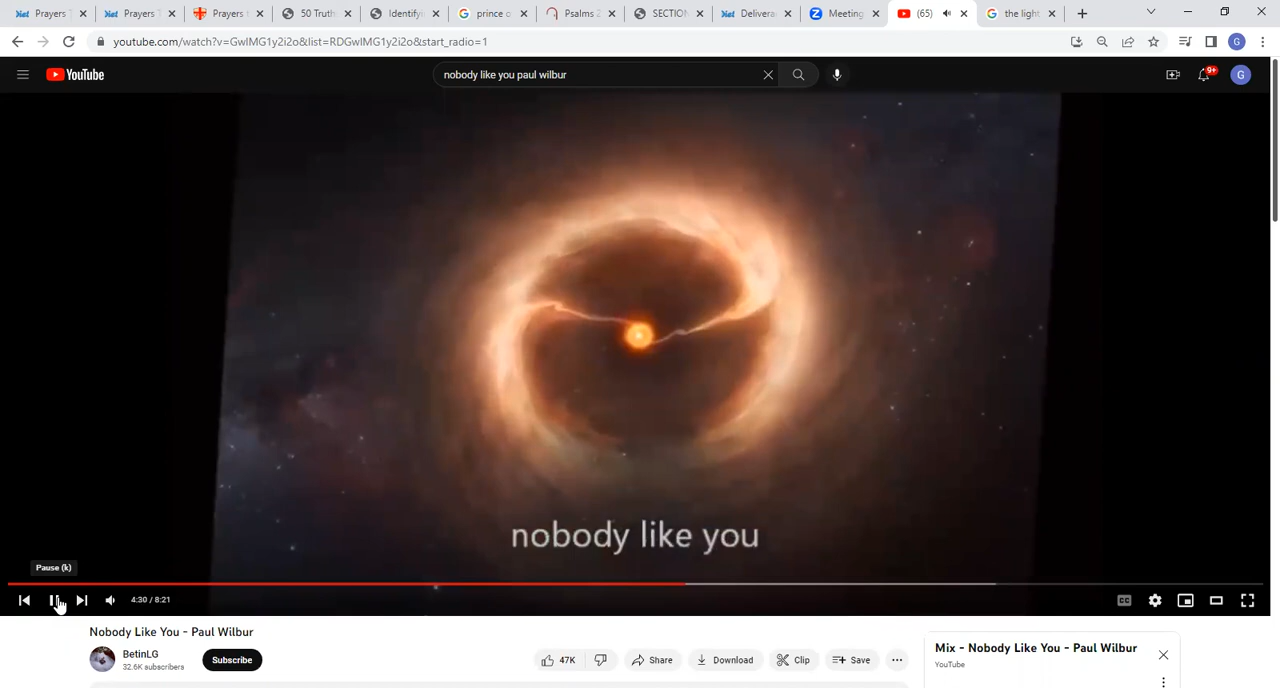 Prayers
Prayers T
Prayers t
50 Truth
Identifyi
prince o
Psalms 2
SECTION
Delivera
Meeting
(65)
the light
youtube.com/watch?v=GwIMG1y2i2o&list=RDGwIMG1y2i2o&start_radio=1
G
YouTube
nobody like you paul wilbur
9+
G
nobody like you
Pause (k)
4:30 / 8:21
CC
Nobody Like You - Paul Wilbur
BetinLG
32.6K subscribers
Subscribe
47K
Share
Download
Clip
Save
Mix - Nobody Like You - Paul Wilbur
YouTube